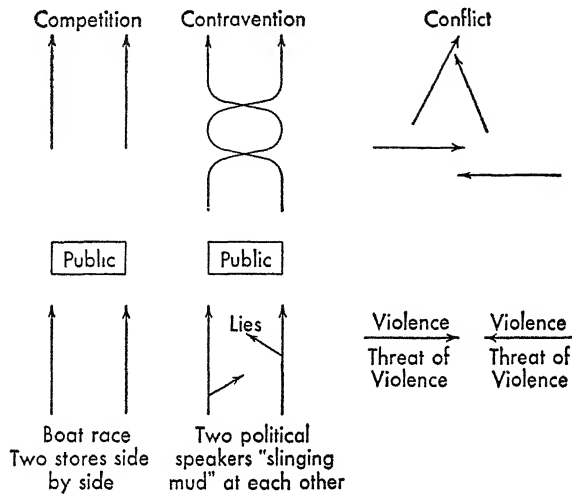 Competition
Contravention
Conflict
Public
Public
Lies
Violence
Threat of
Violence
Violence
Threat of
Violence
Boat race
Two stores side
by side
Two political
speakers "slinging
mud" at each other